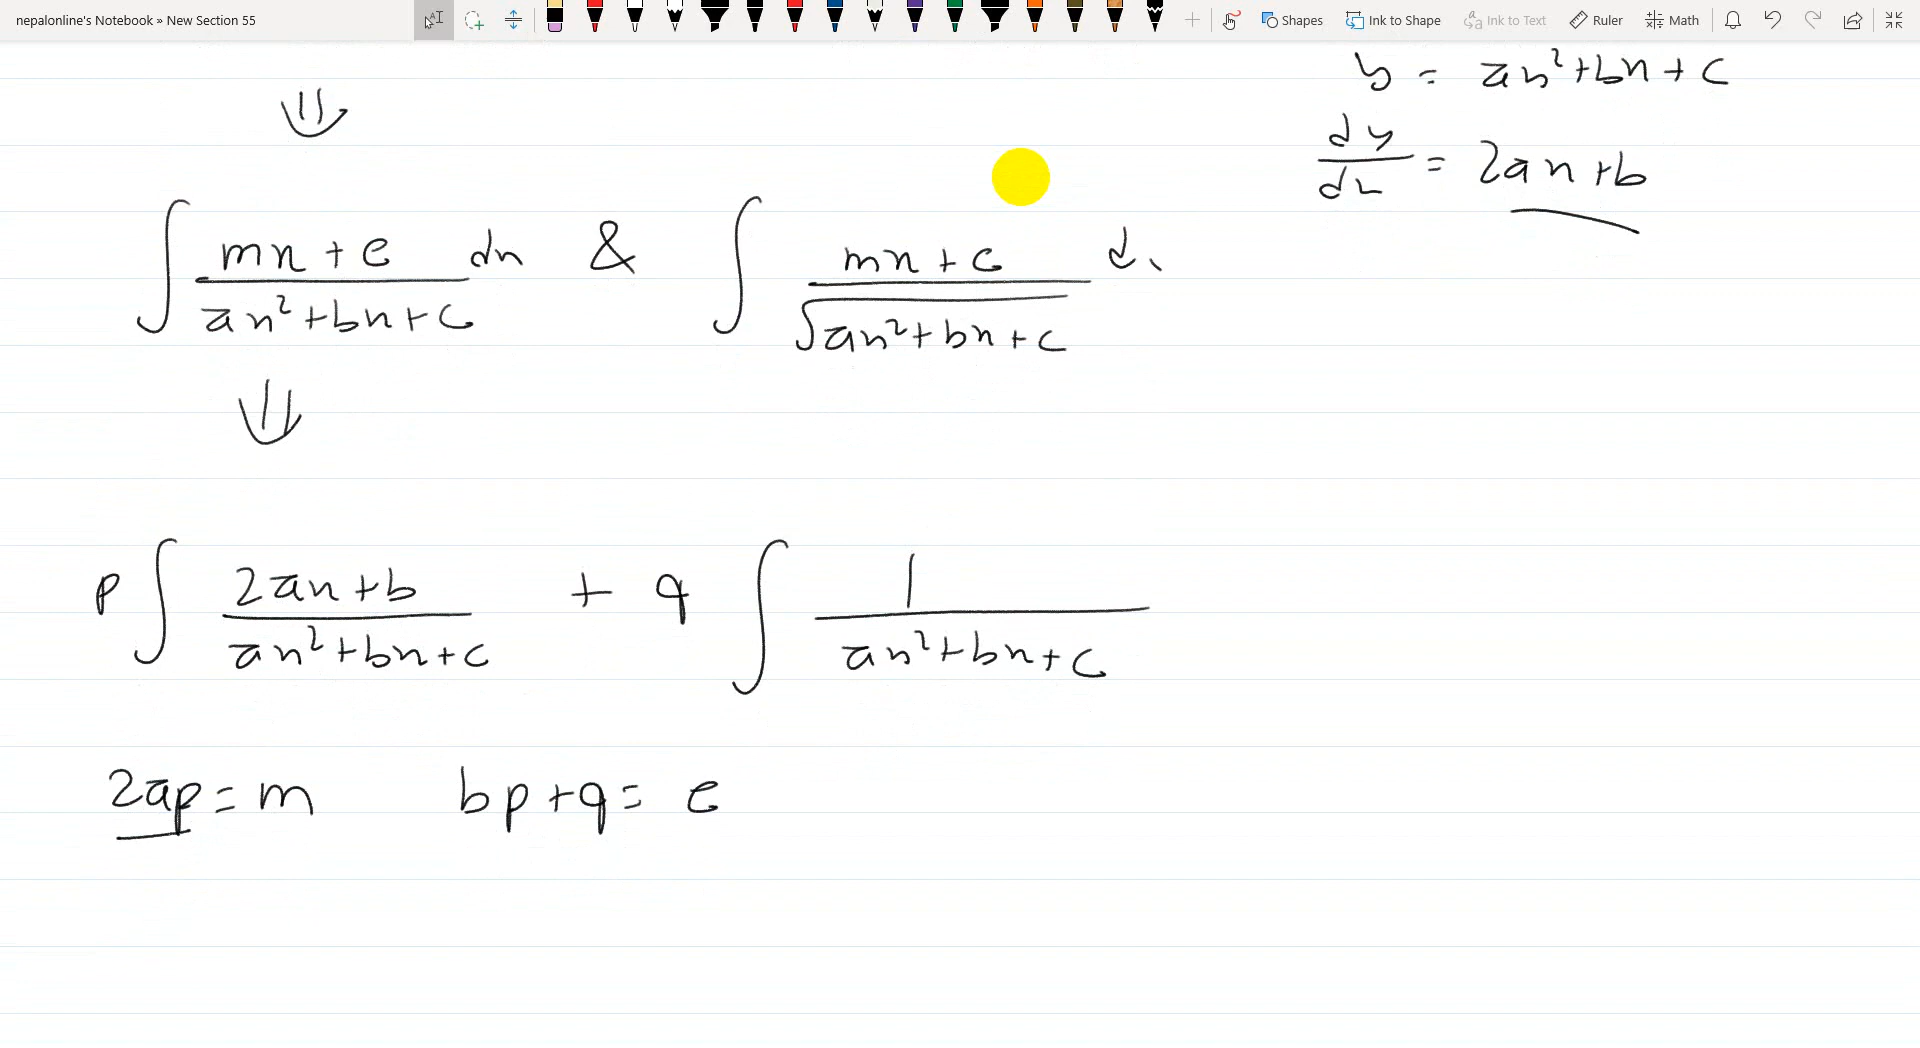 nepalonline's Notebook » New Section 55
Shapes Ink to Shape Ink to Text Ruler Math
y = ax²+bx+c
dy/dx = 2ax+b
∫ (mx+e)/(ax²+bx+c) dx & ∫ (mx+c)/√(ax²+bx+c) d
p ∫ (2ax+b)/(ax²+bx+c) + q ∫ 1/(ax²+bx+c)
2ap = m bp+q = e